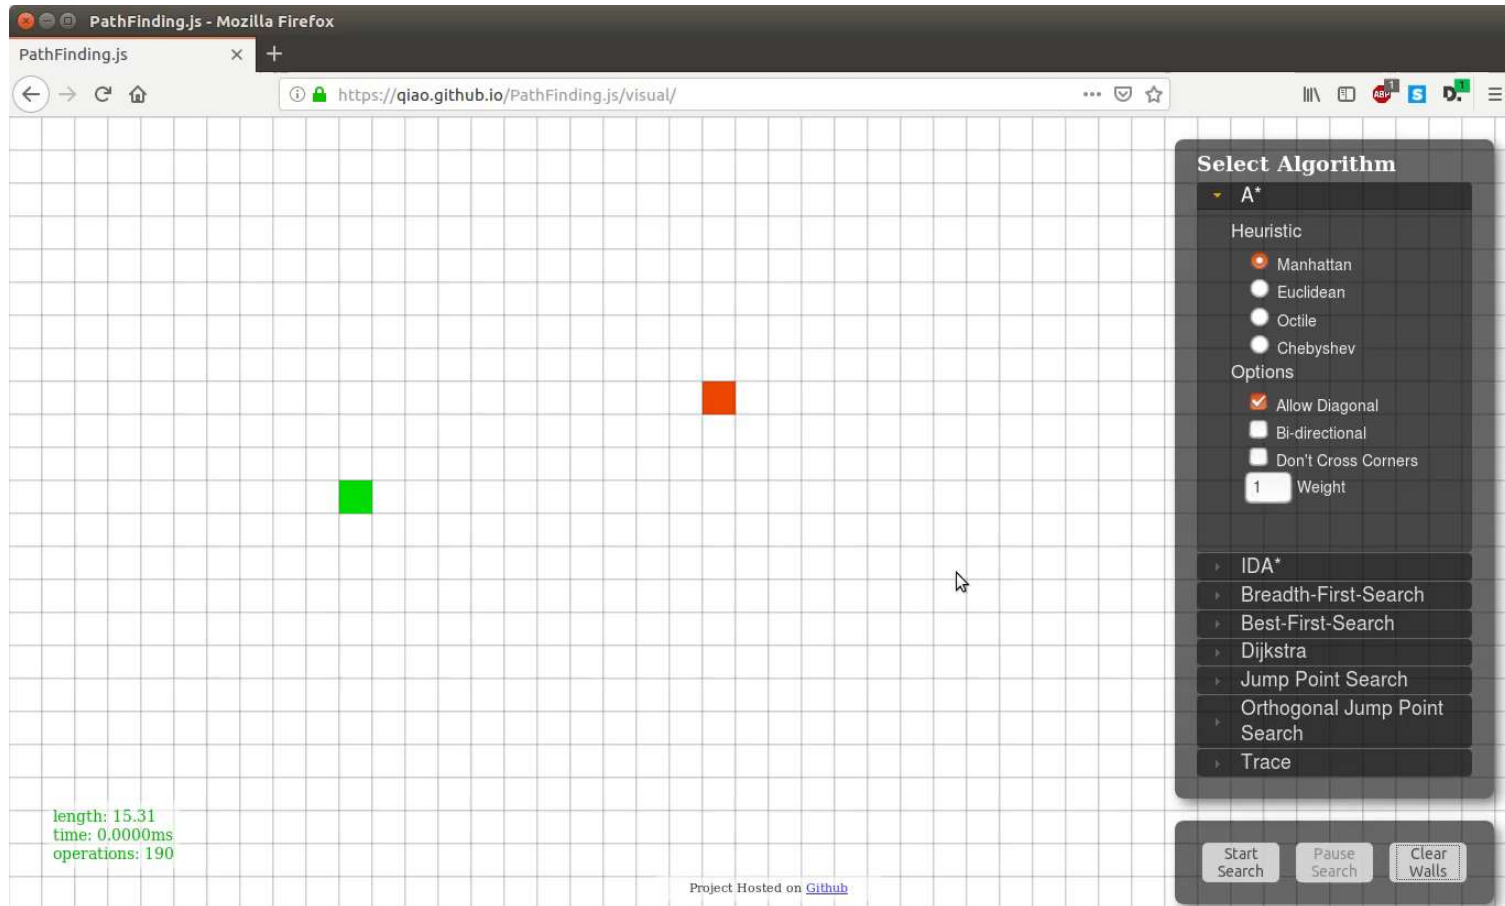 PathFinding.js - Mozilla Firefox
PathFinding.js
https://qiao.github.io/PathFinding.js/visual/
ABP 1
S
D. 1
Select Algorithm
A*
Heuristic
Manhattan
Euclidean
Octile
Chebyshev
Options
Allow Diagonal
Bi-directional
Don't Cross Corners
1 Weight
IDA*
Breadth-First-Search
Best-First-Search
Dijkstra
Jump Point Search
Orthogonal Jump Point
Search
Trace
length: 15.31
time: 0.0000ms
operations: 190
Start
Search
Pause
Search
Clear
Walls
Project Hosted on Github